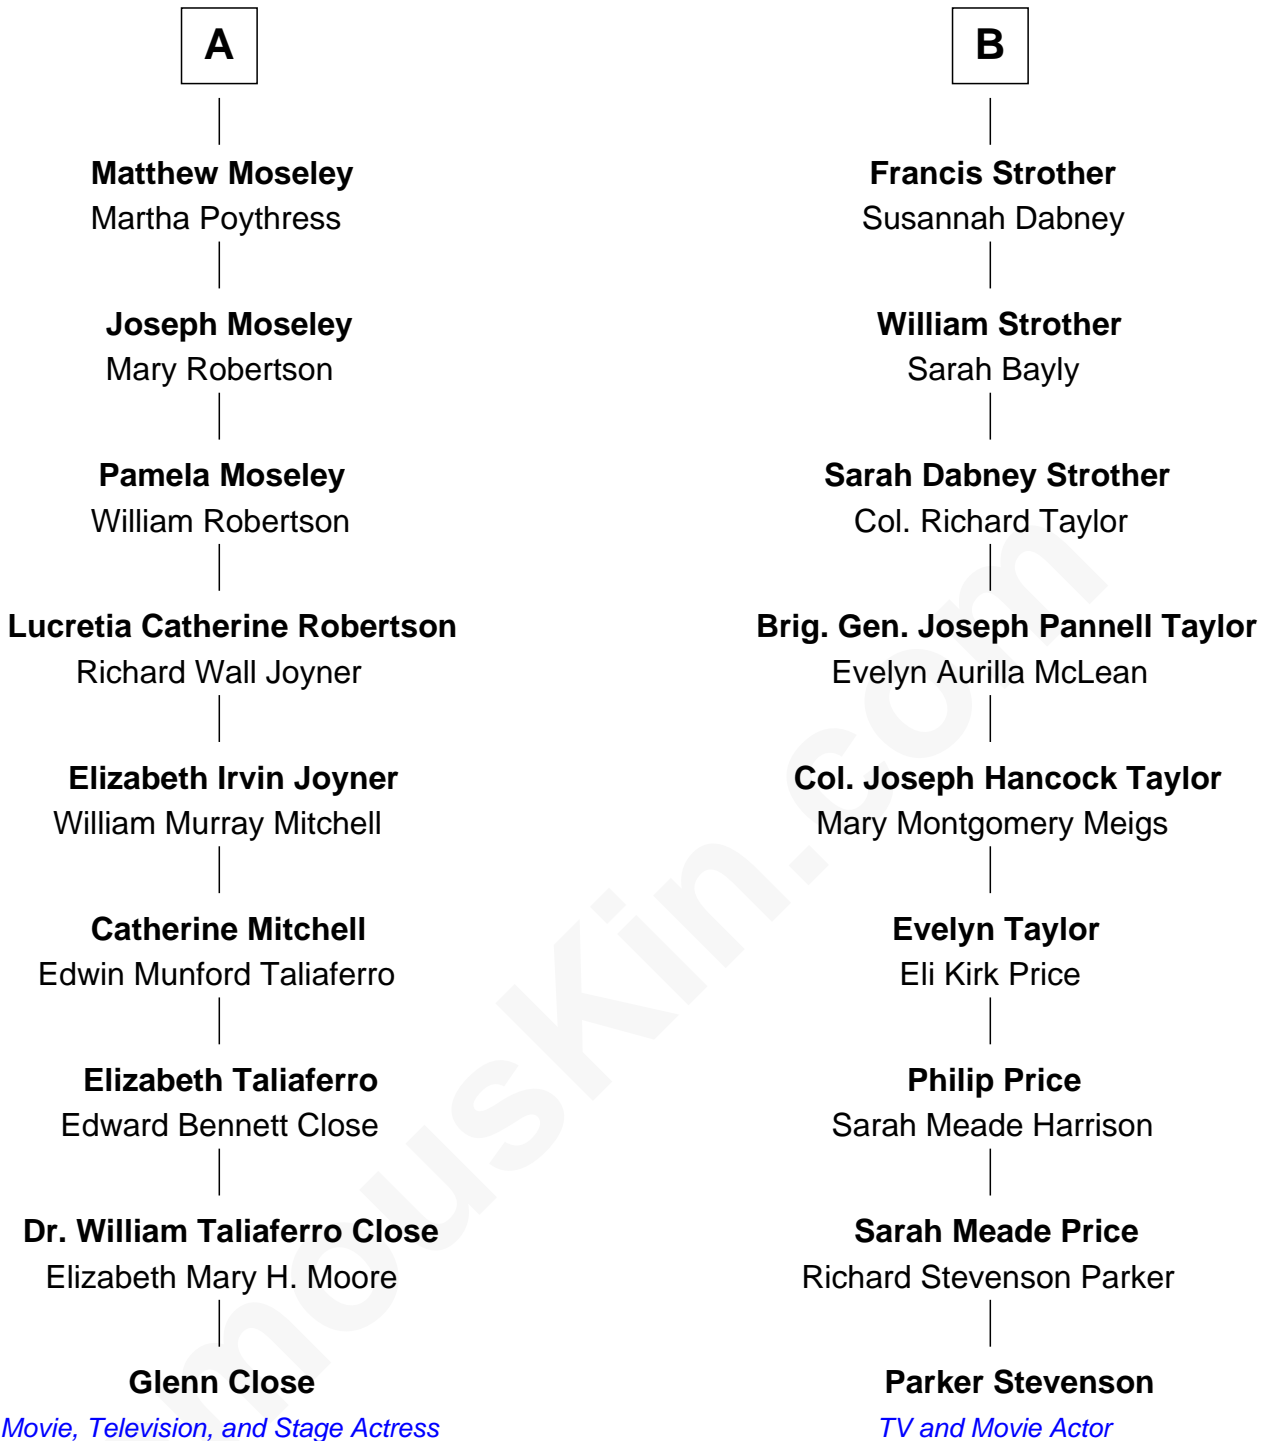 A
Matthew Moseley
Martha Poythress
Joseph Moseley
Mary Robertson
Pamela Moseley
William Robertson
Lucretia Catherine Robertson
Richard Wall Joyner
Elizabeth Irvin Joyner
William Murray Mitchell
Catherine Mitchell
Edwin Munford Taliaferro
Elizabeth Taliaferro
Edward Bennett Close
Dr. William Taliaferro Close
Elizabeth Mary H. Moore
Glenn Close
Movie, Television, and Stage Actress
B
Francis Strother
Susannah Dabney
William Strother
Sarah Bayly
Sarah Dabney Strother
Col. Richard Taylor
Brig. Gen. Joseph Pannell Taylor
Evelyn Aurilla McLean
Col. Joseph Hancock Taylor
Mary Montgomery Meigs
Evelyn Taylor
Eli Kirk Price
Philip Price
Sarah Meade Harrison
Sarah Meade Price
Richard Stevenson Parker
Parker Stevenson
TV and Movie Actor
mousKin.com